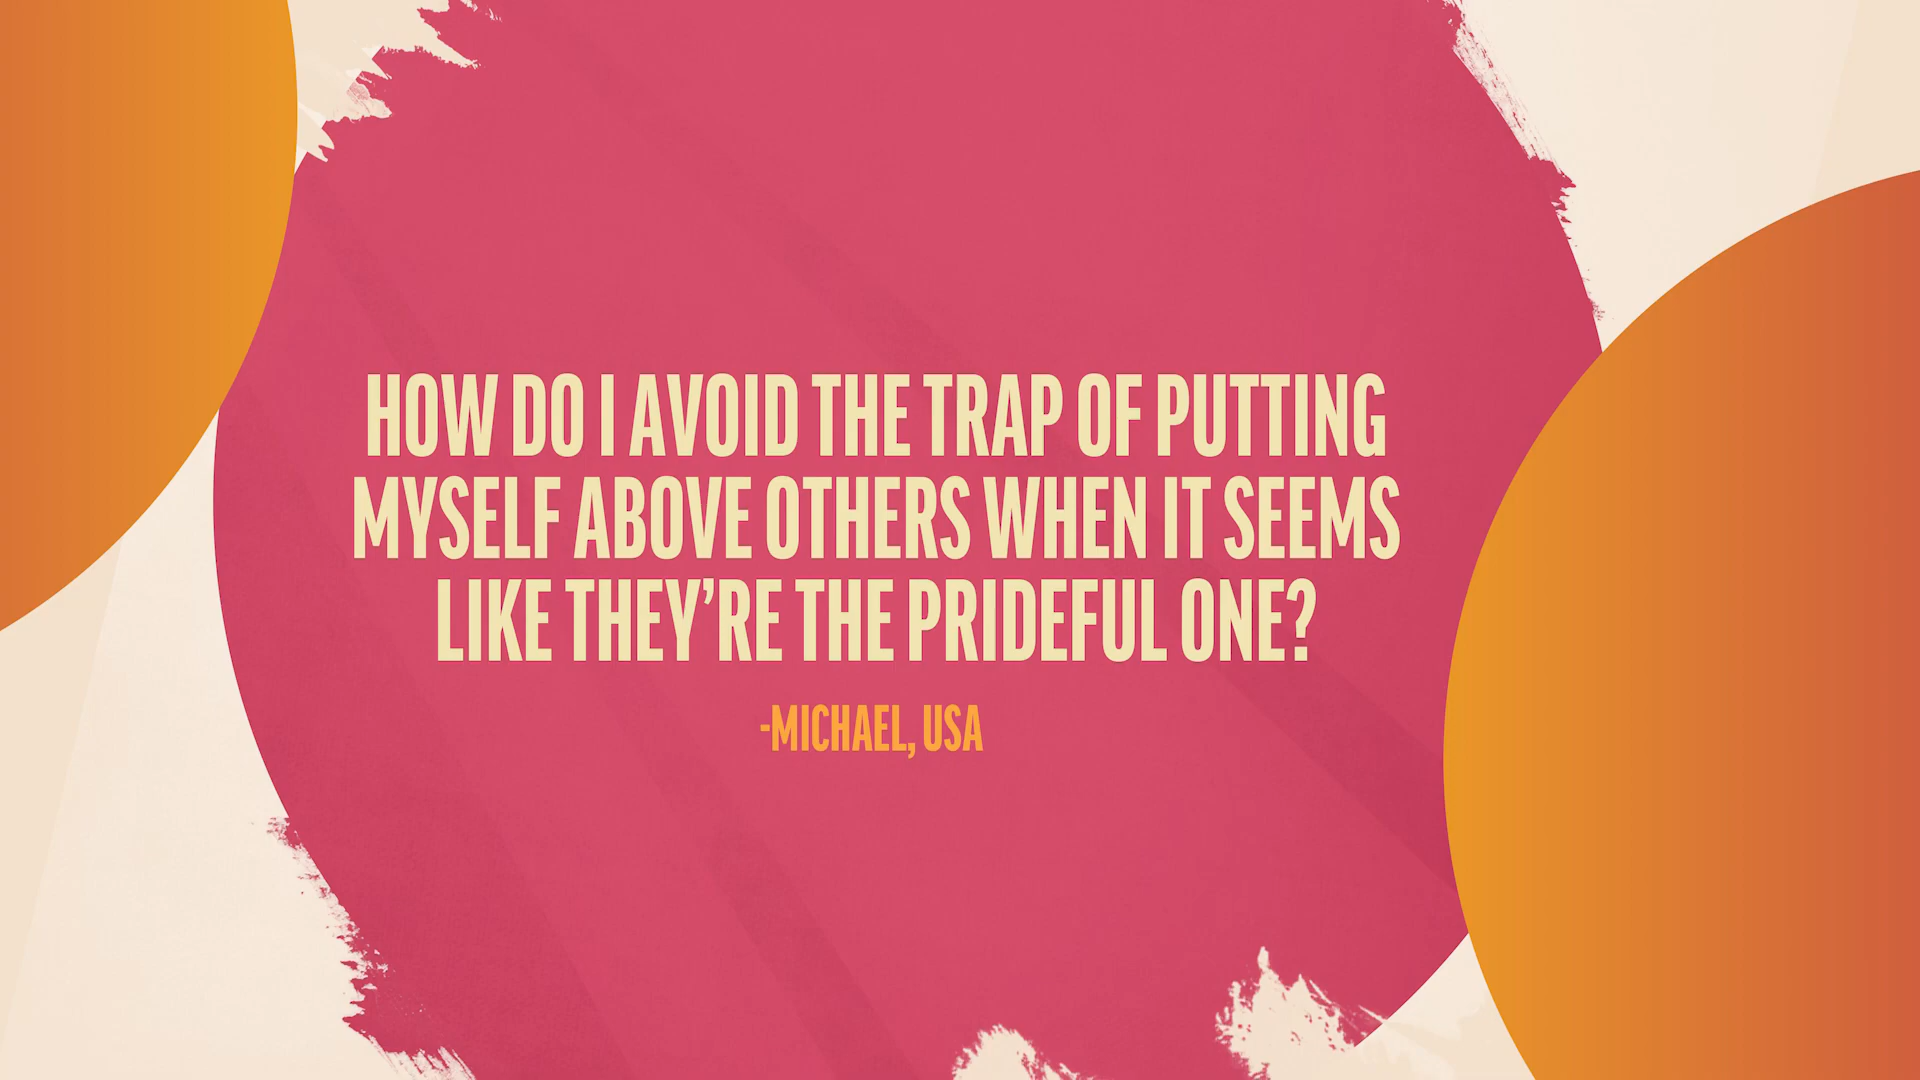 HOW DO I AVOID THE TRAP OF PUTTING
MYSELF ABOVE OTHERS WHEN IT SEEMS
LIKE THEY’RE THE PRIDEFUL ONE?
-MICHAEL, USA